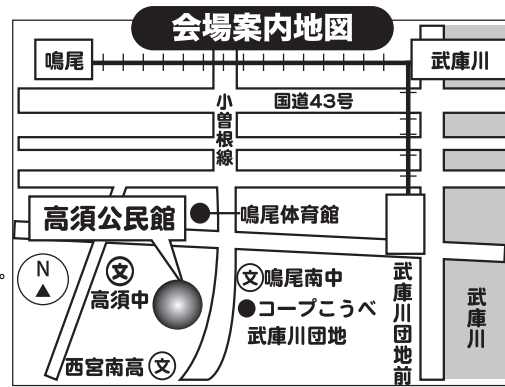 会場案内地図
鳴尾
武庫川
小曽根線
国道43号
高須公民館
鳴尾体育館
N
文
高須中
文鳴尾南中
コープこうべ
武庫川団地
武庫川団地前
武庫川
西宮南高文